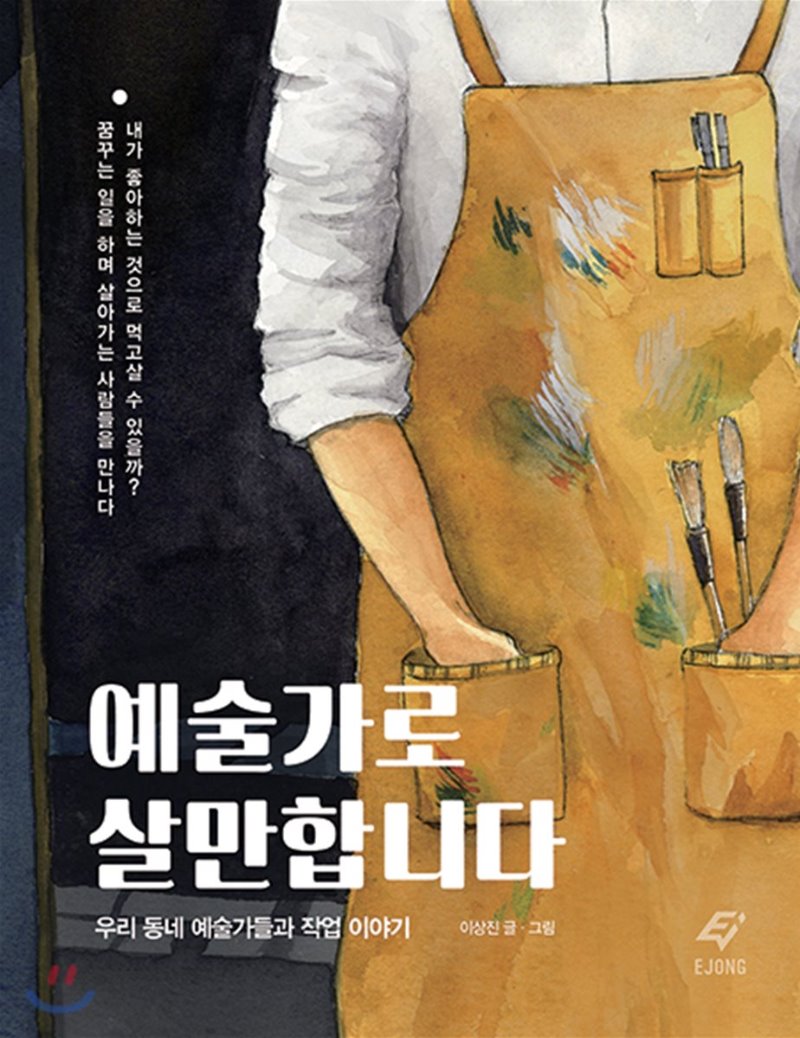 내가 좋아하는 것으로 먹고살 수 있을까?
꿈꾸는 일을 하며 살아가는 사람들을 만나다
예술가로
살만합니다
우리 동네 예술가들과 작업 이야기
이상진 글·그림
EJ
EJONG